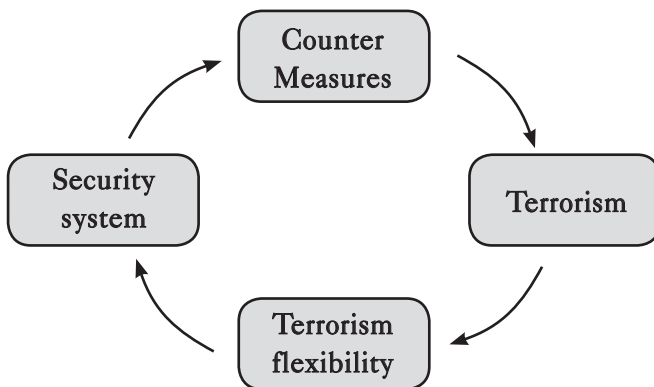 Counter
Measures
Security
system
Terrorism
Terrorism
flexibility